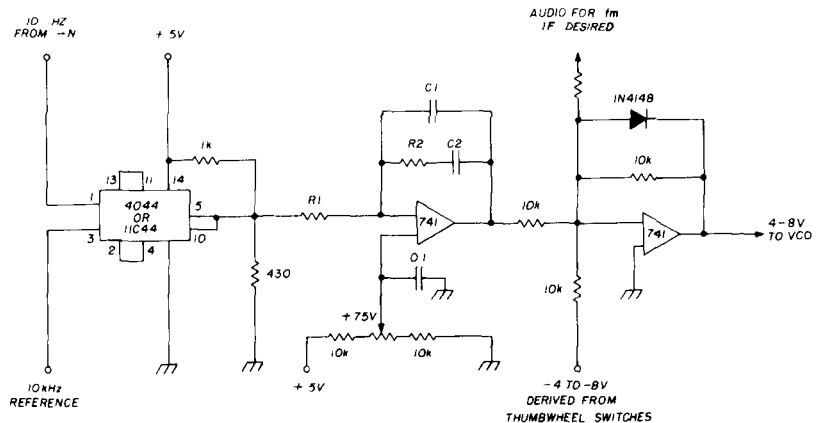 10 HZ
FROM ÷N
+ 5V
AUDIO FOR fm
IF DESIRED
1N4148
C1
R2
C2
1k
13
11
14
1
4044
OR
11C44
5
10
3
2
4
R1
741
10k
10k
741
4-8V
TO VCO
430
0.1
10k
+75V
10k
10k
+ 5V
10kHz
REFERENCE
-4 TO -8V
DERIVED FROM
THUMBWHEEL SWITCHES